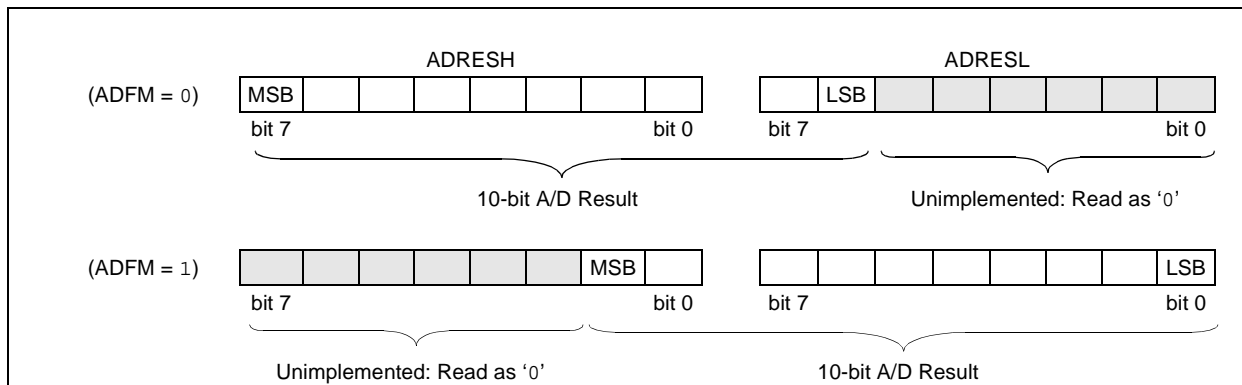 ADRESH ADRESL
(ADFM = 0) MSB LSB
bit 7 bit 0 bit 7 bit 0
10-bit A/D Result Unimplemented: Read as ‘0’
(ADFM = 1) MSB LSB
bit 7 bit 0 bit 7 bit 0
Unimplemented: Read as ‘0’ 10-bit A/D Result